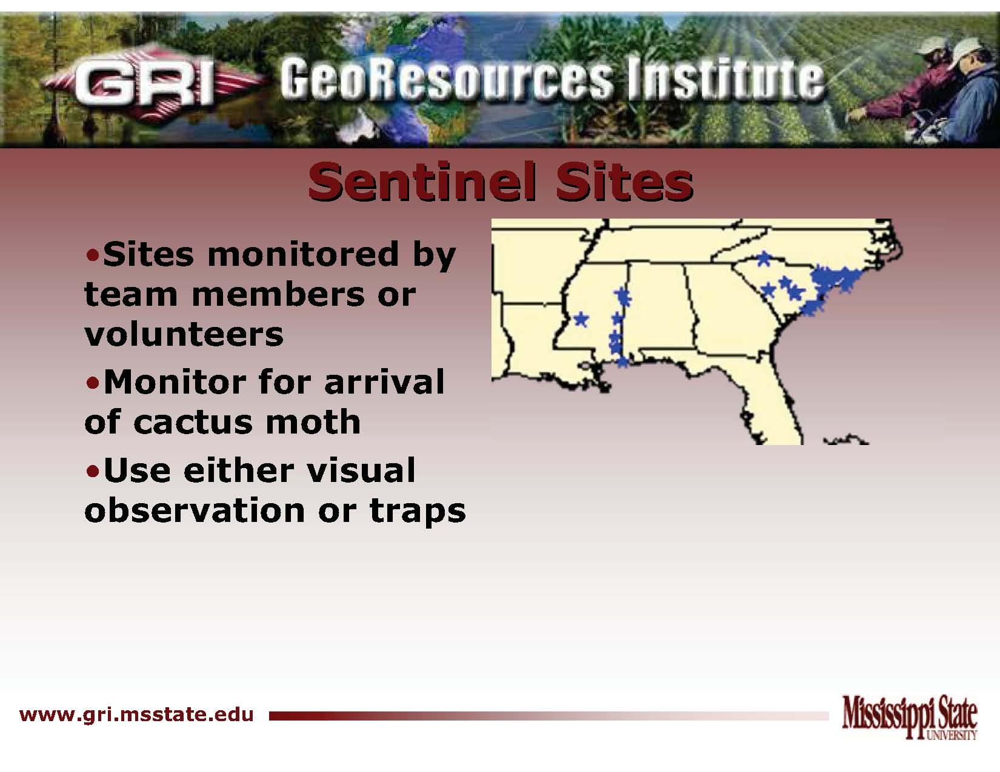 GRI GeoResources Institute
Sentinel Sites
•Sites monitored by
team members or
volunteers
•Monitor for arrival
of cactus moth
•Use either visual
observation or traps
www.gri.msstate.edu
Mississippi State
UNIVERSITY